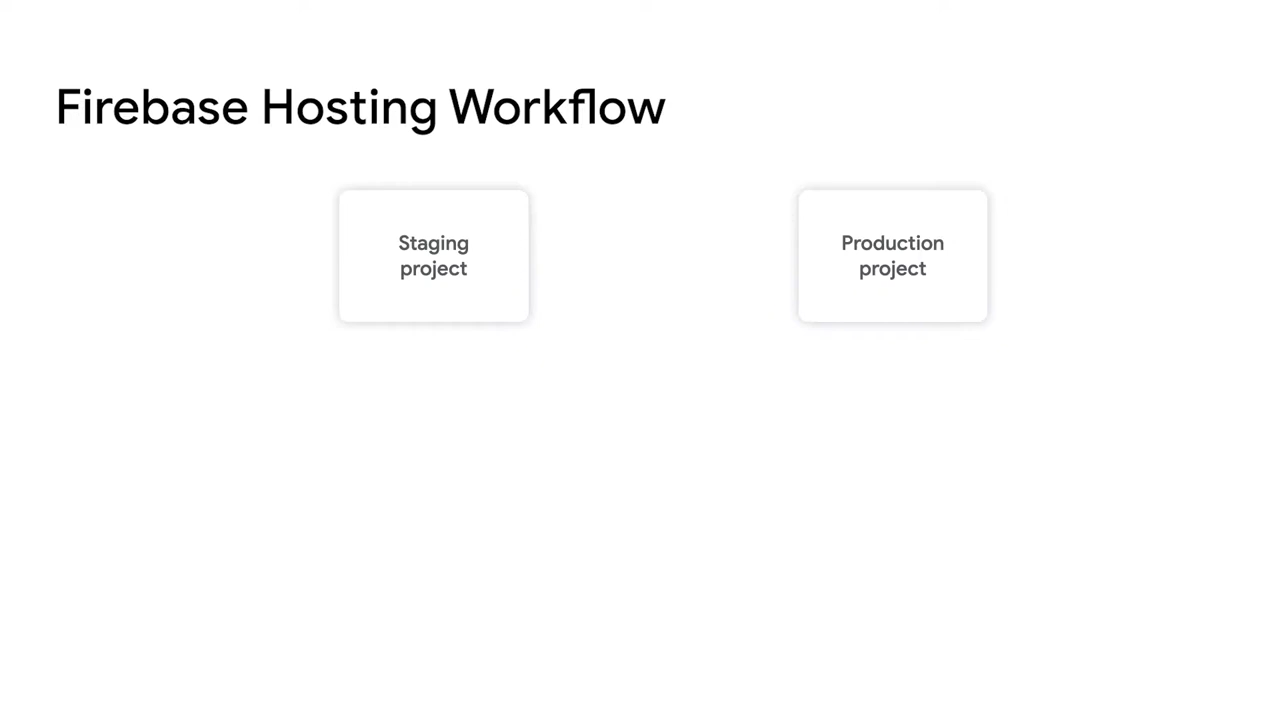 Firebase Hosting Workflow
Staging
project
Production
project